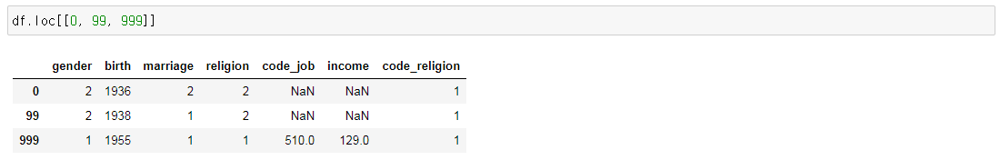 df.loc[[0, 99, 999]]
gender birth marriage religion code_job income code_religion
0 2 1936 2 2 NaN NaN 1
99 2 1938 1 2 NaN NaN 1
999 1 1955 1 1 510.0 129.0 1